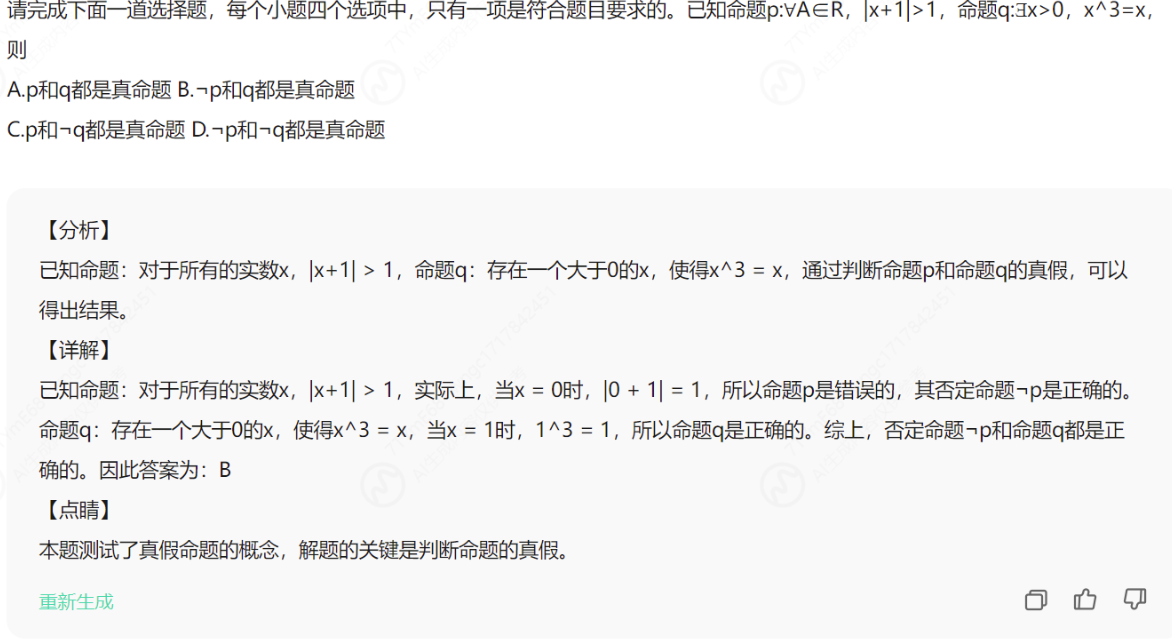 请完成下面一道选择题，每个小题四个选项中，只有一项是符合题目要求的。已知命题p:∀A∈R，|x+1|>1，命题q:∃x>0，x^3=x，
则
A.p和q都是真命题 B.¬p和q都是真命题
C.p和¬q都是真命题 D.¬p和¬q都是真命题
【分析】
已知命题：对于所有的实数x，|x+1| > 1，命题q：存在一个大于0的x，使得x^3 = x，通过判断命题p和命题q的真假，可以
得出结果。
【详解】
已知命题：对于所有的实数x，|x+1| > 1，实际上，当x = 0时，|0 + 1| = 1，所以命题p是错误的，其否定命题¬p是正确的。
命题q：存在一个大于0的x，使得x^3 = x，当x = 1时，1^3 = 1，所以命题q是正确的。综上，否定命题¬p和命题q都是正
确的。因此答案为：B
【点睛】
本题测试了真假命题的概念，解题的关键是判断命题的真假。
重新生成